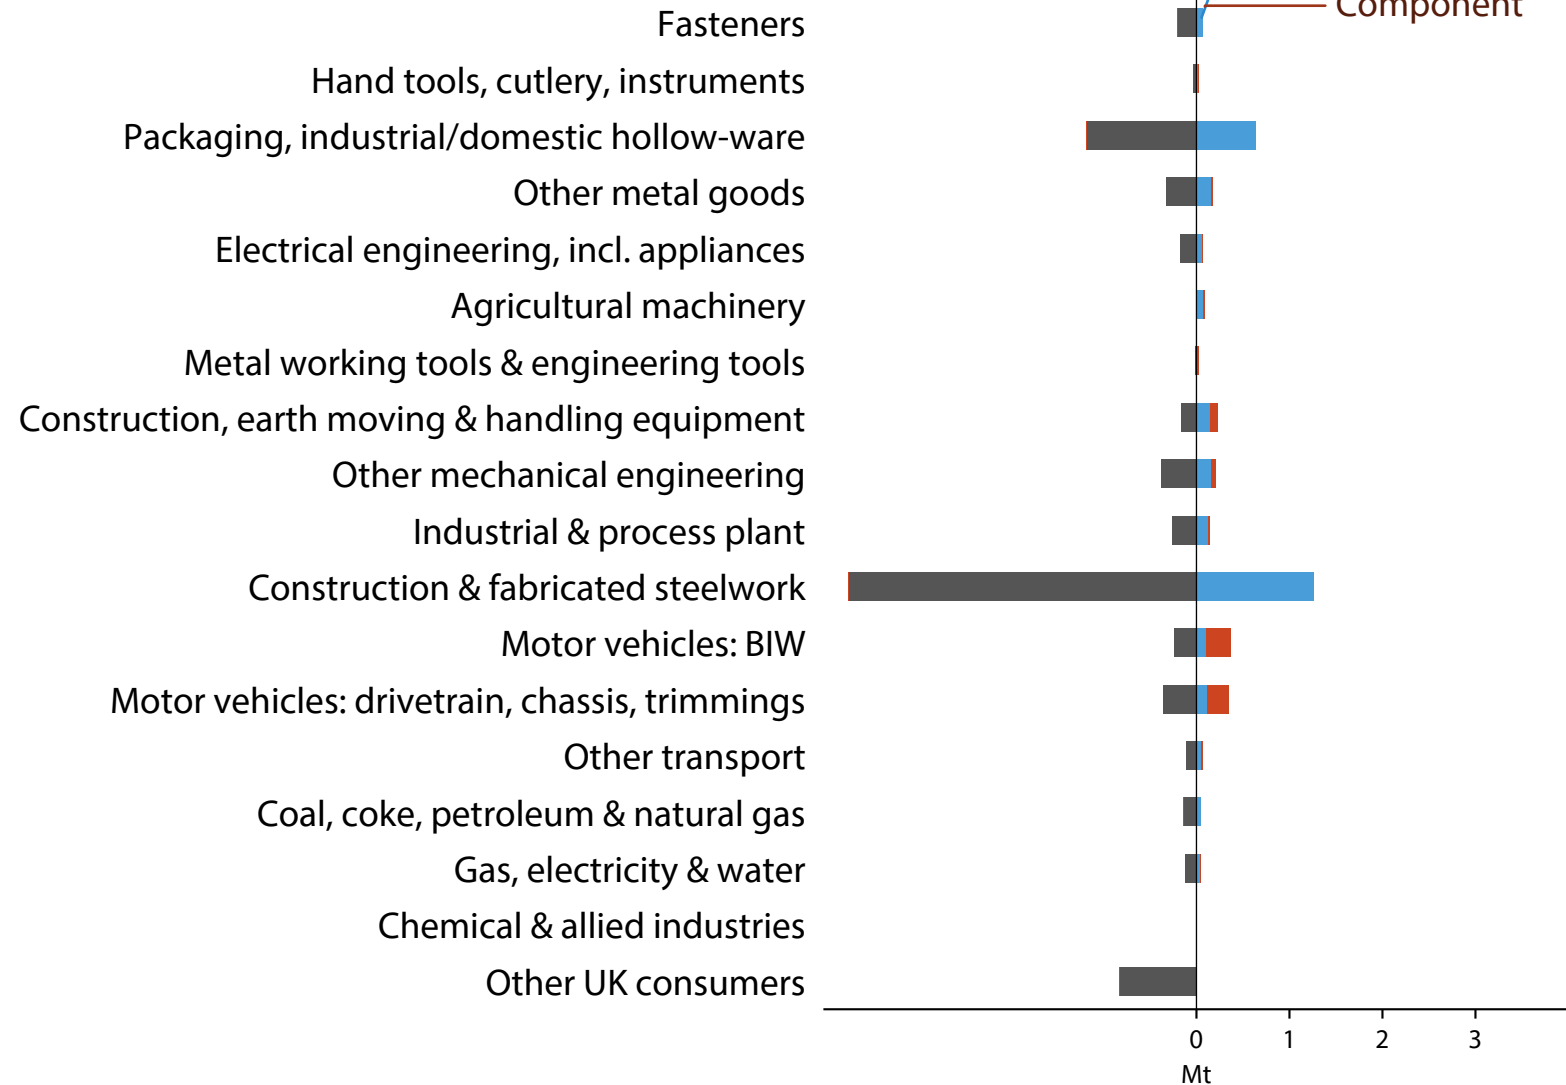 Component
Fasteners
Hand tools, cutlery, instruments
Packaging, industrial/domestic hollow-ware
Other metal goods
Electrical engineering, incl. appliances
Agricultural machinery
Metal working tools & engineering tools
Construction, earth moving & handling equipment
Other mechanical engineering
Industrial & process plant
Construction & fabricated steelwork
Motor vehicles: BIW
Motor vehicles: drivetrain, chassis, trimmings
Other transport
Coal, coke, petroleum & natural gas
Gas, electricity & water
Chemical & allied industries
Other UK consumers
0 1 2 3
Mt